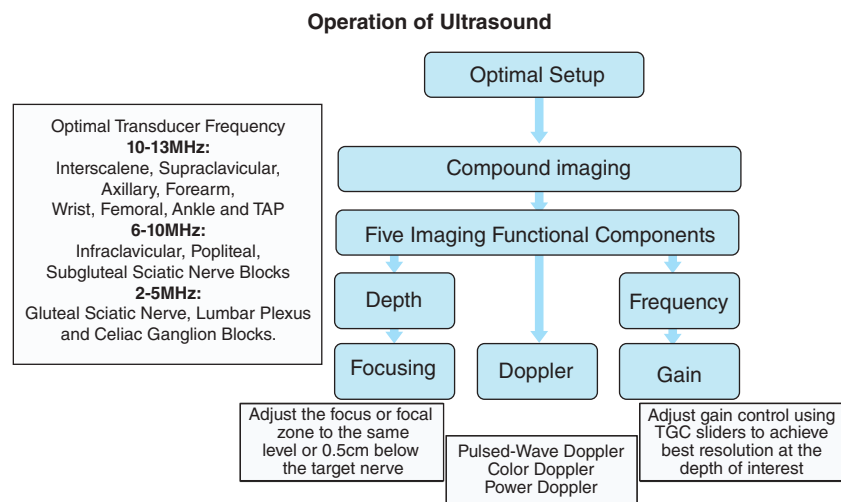 Operation of Ultrasound
Optimal Setup
Optimal Transducer Frequency
10-13MHz:
Interscalene, Supraclavicular,
Axillary, Forearm,
Wrist, Femoral, Ankle and TAP
6-10MHz:
Infraclavicular, Popliteal,
Subgluteal Sciatic Nerve Blocks
2-5MHz:
Gluteal Sciatic Nerve, Lumbar Plexus
and Celiac Ganglion Blocks.
Compound imaging
Five Imaging Functional Components
Depth
Frequency
Focusing
Doppler
Gain
Adjust the focus or focal
zone to the same
level or 0.5cm below
the target nerve
Pulsed-Wave Doppler
Color Doppler
Power Doppler
Adjust gain control using
TGC sliders to achieve
best resolution at the
depth of interest